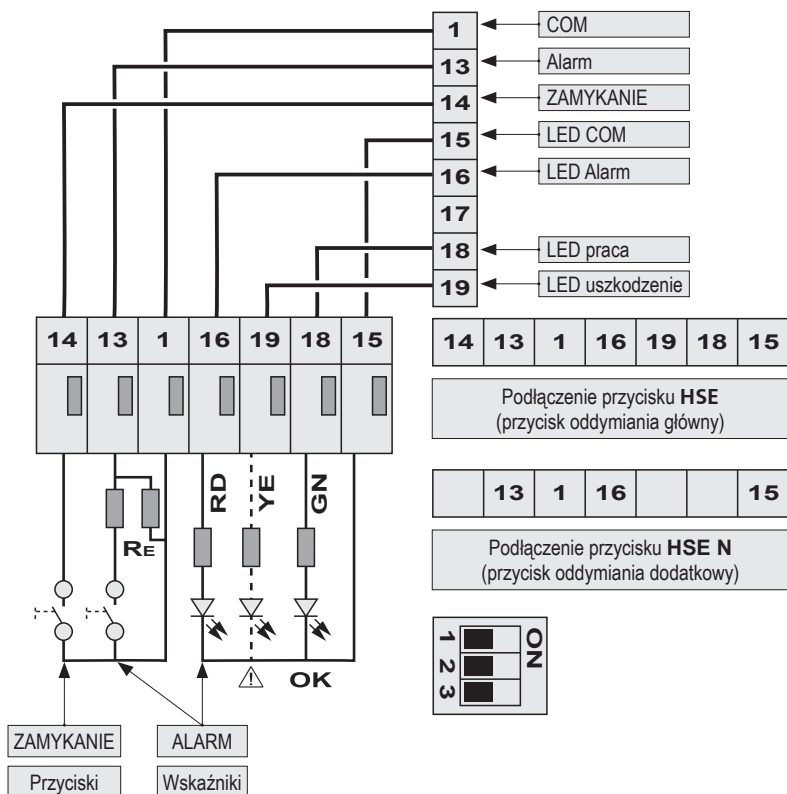 1 COM
13 Alarm
14 ZAMYKANIE
15 LED COM
16 LED Alarm
17
18 LED praca
19 LED uszkodzenie
14 13 1 16 19 18 15
14 13 1 16 19 18 15
Podłączenie przycisku HSE
(przycisk oddymiania główny)
RD YE GN
13 1 16 15
RE
Podłączenie przycisku HSE N
(przycisk oddymiania dodatkowy)
ON
1
2
3
OK
ZAMYKANIE ALARM
Przyciski Wskaźniki